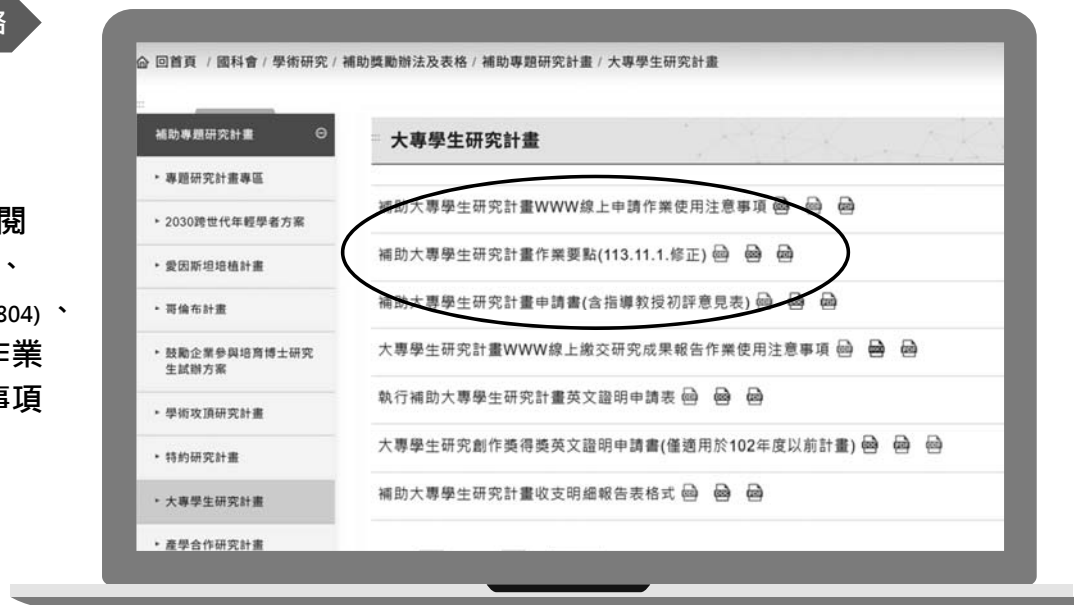 格
閱
、
804)、
作業
事項
回首頁 / 國科會 / 學術研究 / 補助獎勵辦法及表格 / 補助專題研究計畫 / 大專學生研究計畫
補助專題研究計畫
專題研究計畫專區
2030跨世代年輕學者方案
愛因斯坦培植計畫
哥倫布計畫
鼓勵企業參與培育博士研究
生試辦方案
學術攻頂研究計畫
特約研究計畫
大專學生研究計畫
產學合作研究計畫
大專學生研究計畫
補助大專學生研究計畫WWW線上申請作業使用注意事項
補助大專學生研究計畫作業要點(113.11.1.修正)
補助大專學生研究計畫申請書(含指導教授初評意見表)
大專學生研究計畫WWW線上繳交研究成果報告作業使用注意事項
執行補助大專學生研究計畫英文證明申請表
大專學生研究創作獎得獎英文證明申請書(僅適用於102年度以前計畫)
補助大專學生研究計畫收支明細報告表格式